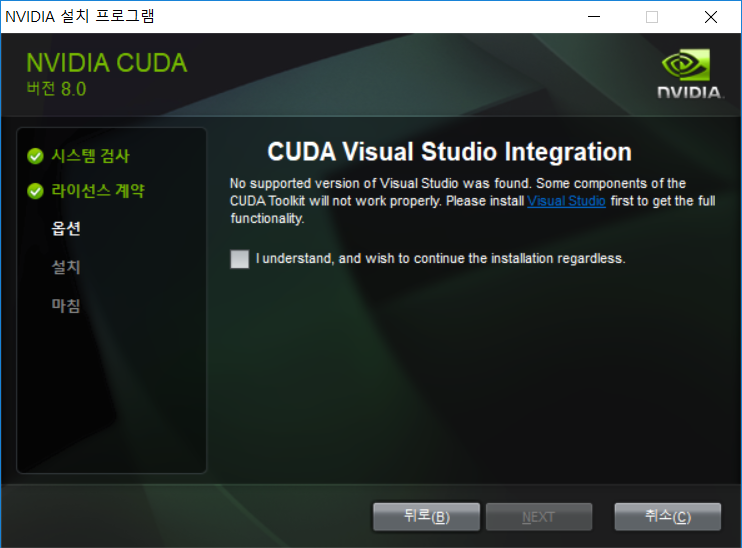 NVIDIA 설치 프로그램
NVIDIA CUDA
버전 8.0
NVIDIA.
시스템 검사
라이선스 계약
옵션
설치
마침
CUDA Visual Studio Integration
No supported version of Visual Studio was found. Some components of the
CUDA Toolkit will not work properly. Please install Visual Studio first to get the full
functionality.
I understand, and wish to continue the installation regardless.
뒤로(B)
NEXT
취소(C)